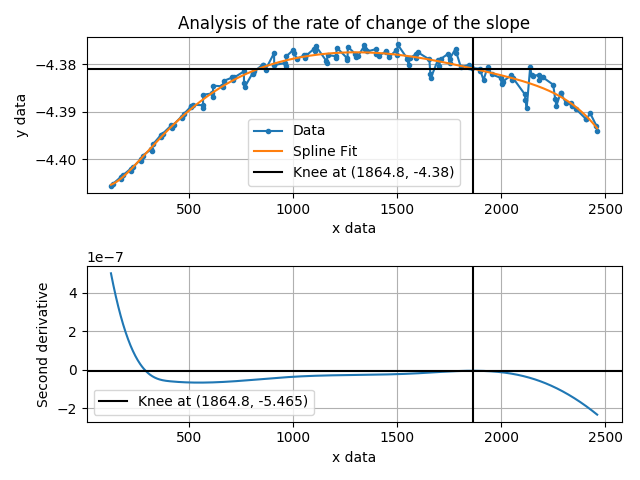 Analysis of the rate of change of the slope
y data
−4.38
−4.39
−4.40
Data
Spline Fit
Knee at (1864.8, -4.38)
500
1000
1500
2000
2500
x data
1e−7
Second derivative
4
2
0
−2
Knee at (1864.8, -5.465)
500
1000
1500
2000
2500
x data